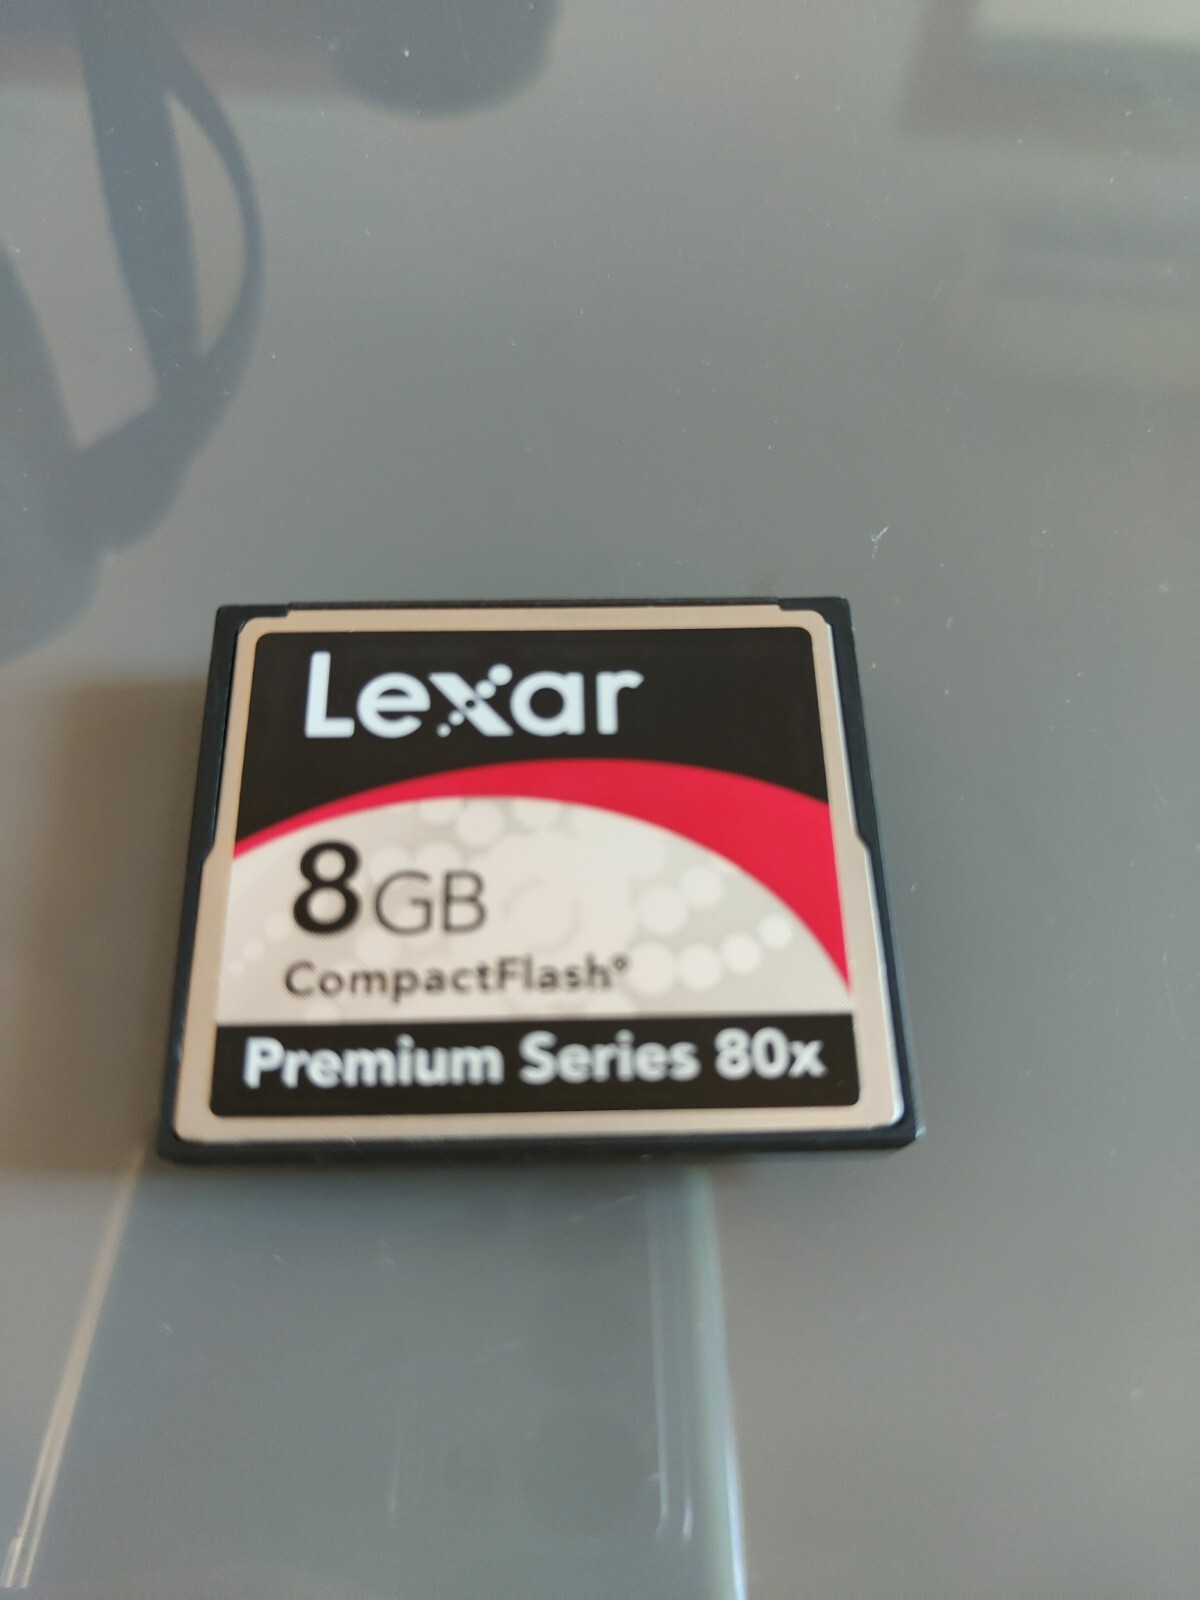 Lexar
8GB
CompactFlash®
Premium Series 80x